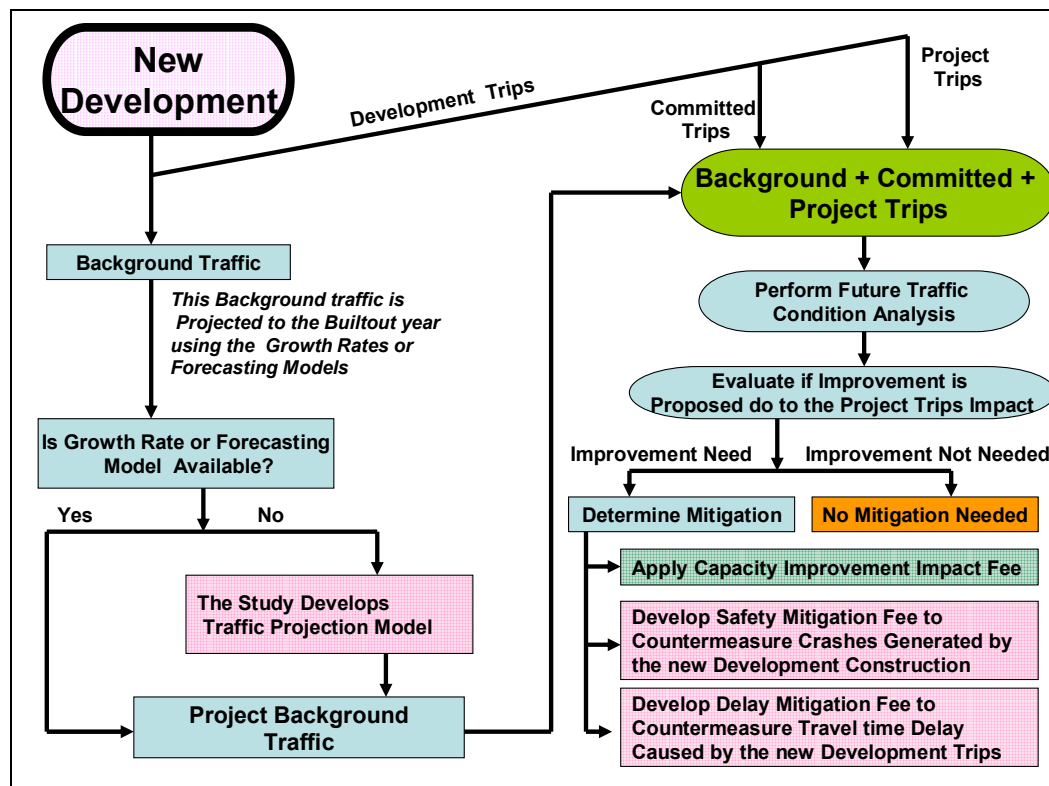 New
Development
Development Trips
Committed
Trips
Project
Trips
Background + Committed +
Project Trips
Background Traffic
This Background traffic is
Projected to the Builtout year
using the Growth Rates or
Forecasting Models
Perform Future Traffic
Condition Analysis
Evaluate if Improvement is
Proposed do to the Project Trips Impact
Is Growth Rate or Forecasting
Model Available?
Improvement Need
Improvement Not Needed
Yes
No
Determine Mitigation
No Mitigation Needed
Apply Capacity Improvement Impact Fee
The Study Develops
Traffic Projection Model
Develop Safety Mitigation Fee to
Countermeasure Crashes Generated by
the new Development Construction
Project Background
Traffic
Develop Delay Mitigation Fee to
Countermeasure Travel time Delay
Caused by the new Development Trips